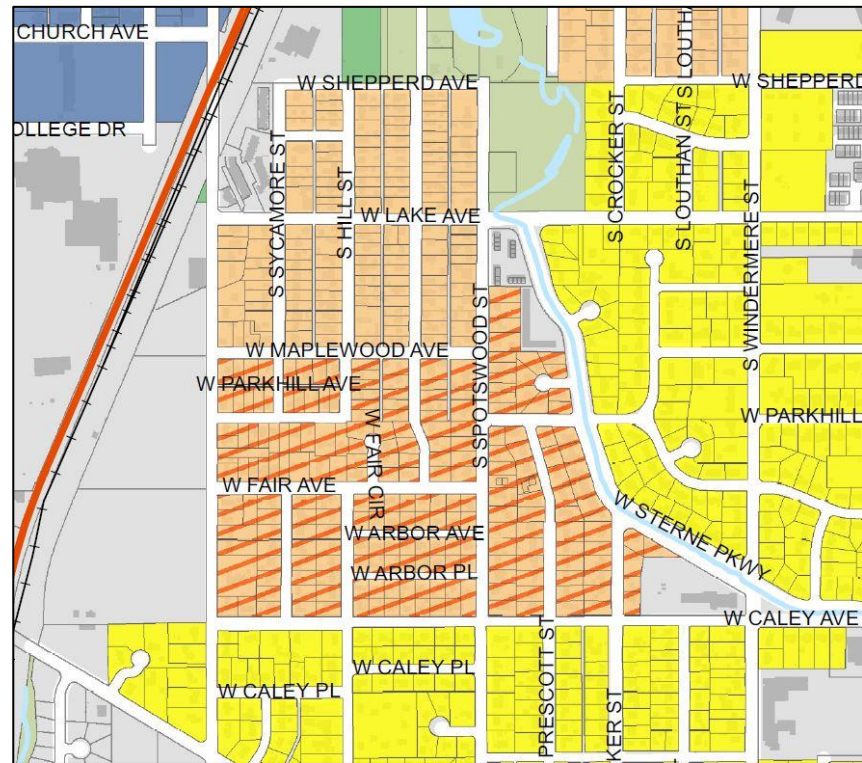 CHURCH AVE
S LOUTHAN ST
W SHEPPERD AVE
W SHEPPERD
OLLEGE DR
S CROCKER ST
S SYCAMORE ST
S HILL ST
W LAKE AVE
S LOUTHAN ST
S WINDERMERE ST
S SPOTSWOOD ST
W MAPLEWOOD AVE
W PARKHILL AVE
W FAIR CIR
W PARKHILL
W FAIR AVE
W ARBOR AVE
W STERNE PKWY
W ARBOR PL
W CALEY AVE
PRESCOTT ST
W CALEY PL
W CALEY PL
KER ST